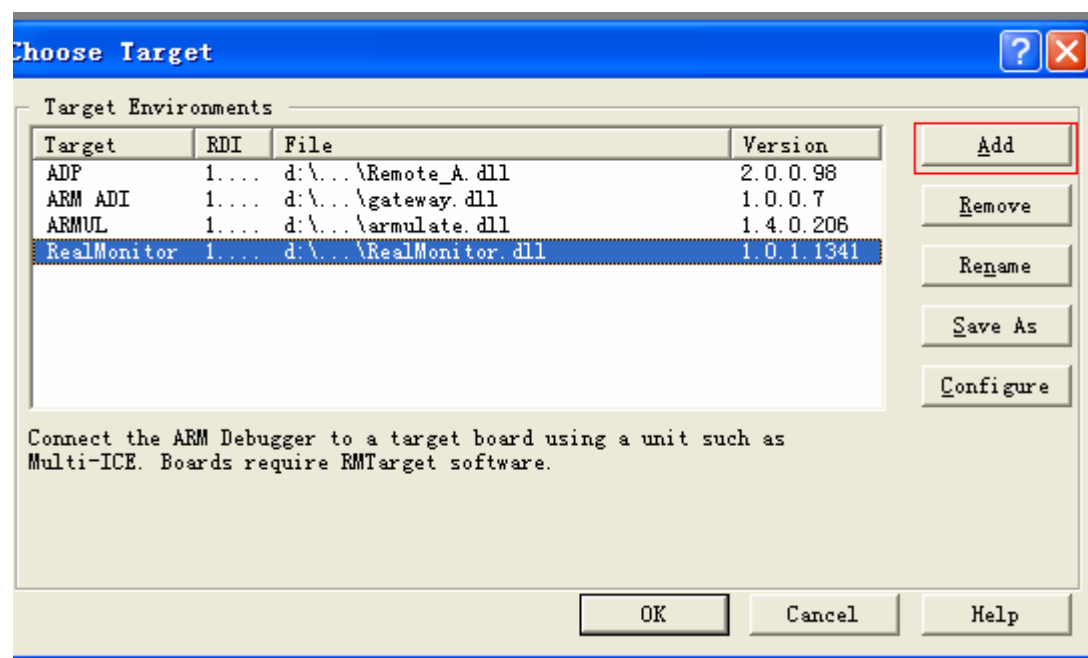 Choose Target
Target Environments
Target RDI File Version
ADP 1.... d:\...\Remote_A.dll 2.0.0.98
ARM ADI 1.... d:\...\gateway.dll 1.0.0.7
ARMUL 1.... d:\...\armulate.dll 1.4.0.206
RealMonitor 1.... d:\...\RealMonitor.dll 1.0.1.1341
Add
Remove
Rename
Save As
Configure
Connect the ARM Debugger to a target board using a unit such as
Multi-ICE. Boards require RMTarget software.
OK Cancel Help